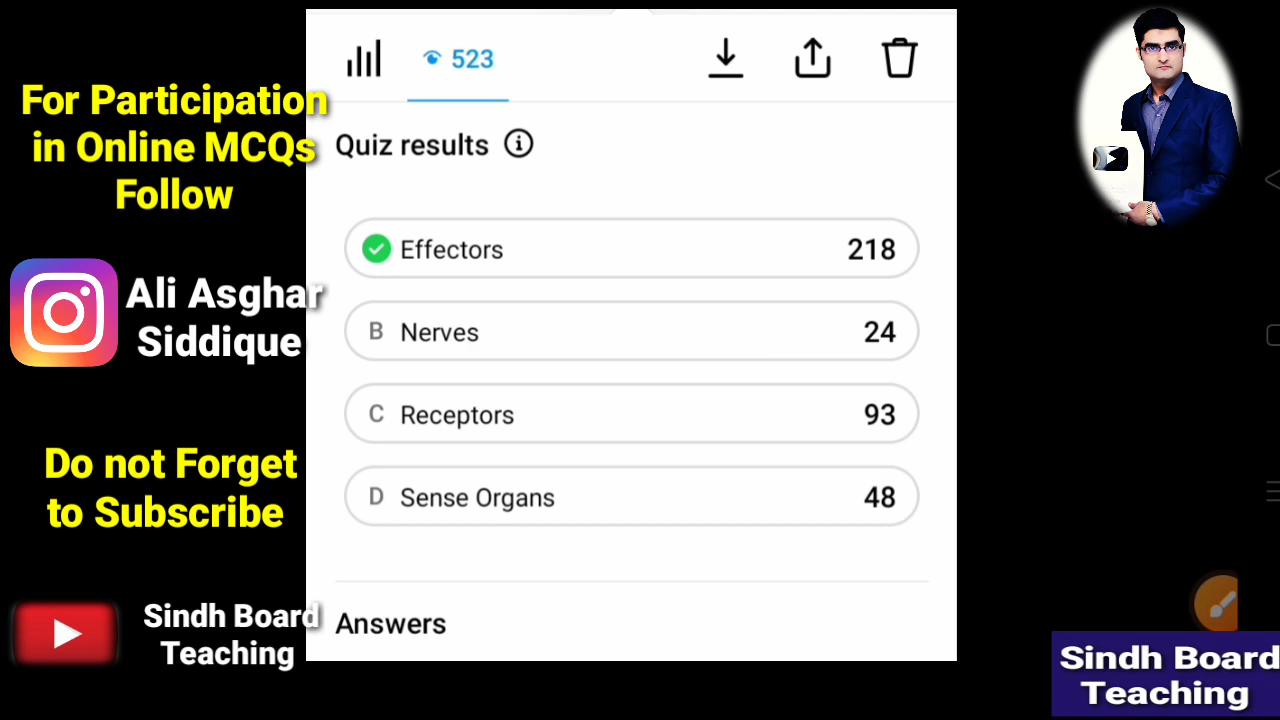 For Participation
in Online MCQs
Follow
Ali Asghar
Siddique
Do not Forget
to Subscribe
Sindh Board
Teaching
523
Quiz results
Effectors 218
B Nerves 24
C Receptors 93
D Sense Organs 48
Answers
Sindh Board
Teaching